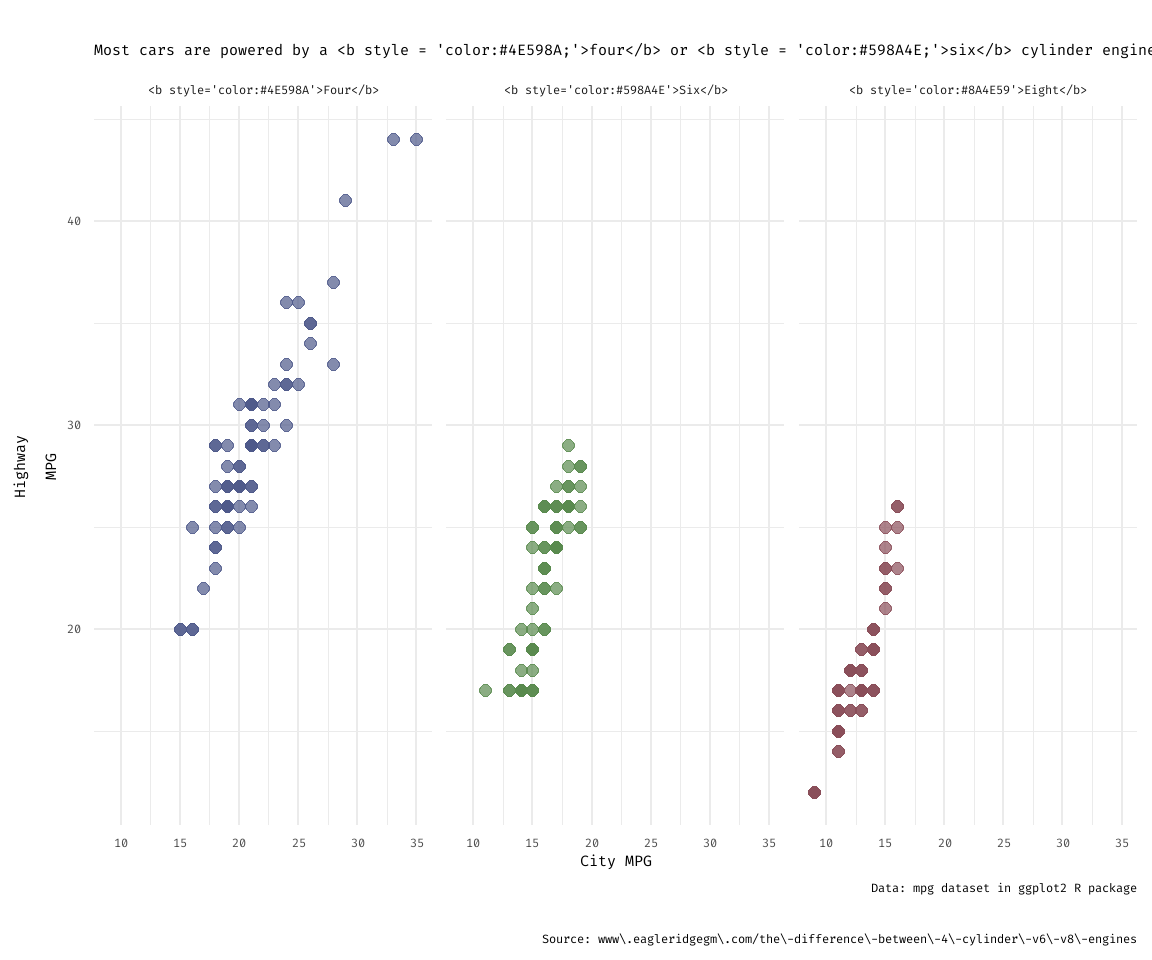 Most cars are powered by a <b style = 'color:#4E598A;'>four</b> or <b style = 'color:#598A4E;'>six</b> cylinder engine
<b style='color:#4E598A'>Four</b>
<b style='color:#598A4E'>Six</b>
<b style='color:#8A4E59'>Eight</b>
Highway
MPG
40
30
20
10 15 20 25 30 35
10 15 20 25 30 35
10 15 20 25 30 35
City MPG
Data: mpg dataset in ggplot2 R package
Source: www\.eagleridgegm\.com/the\-difference\-between\-4\-cylinder\-v6\-v8\-engines